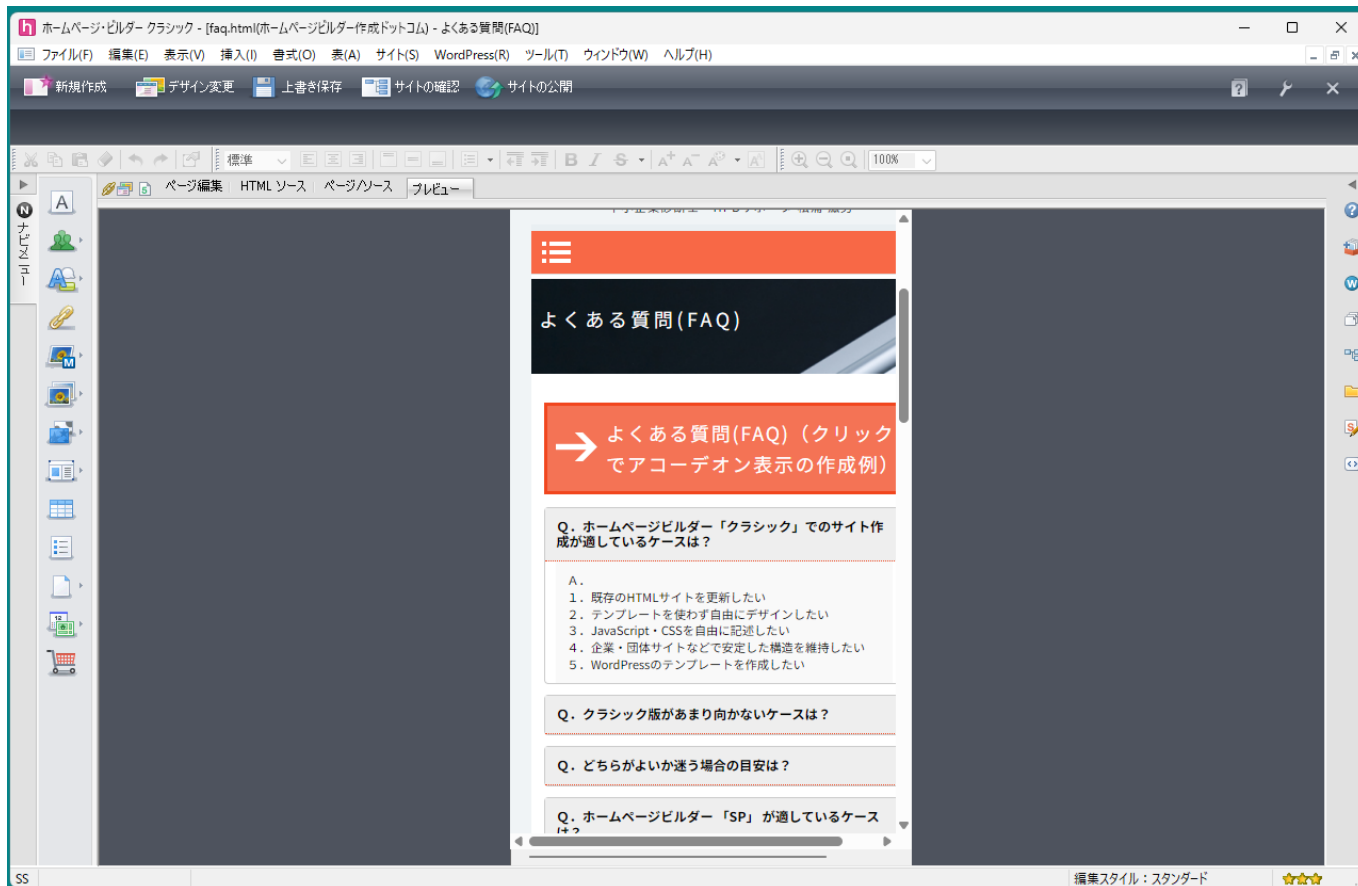 ホームページ・ビルダー クラシック - [faq.html(ホームページビルダー作成ドットコム) - よくある質問(FAQ)]
ファイル(F) 編集(E) 表示(V) 挿入(I) 書式(O) 表(A) サイト(S) WordPress(R) ツール(T) ウィンドウ(W) ヘルプ(H)
新規作成 デザイン変更 上書き保存 サイトの確認 サイトの公開
標準 100%
ページ編集 HTML ソース ページ/ソース プレビュー
ナビメニュー
よくある質問(FAQ)
よくある質問(FAQ)（クリック
でアコーデオン表示の作成例）
Q．ホームページビルダー「クラシック」でのサイト作
成が適しているケースは？
A．
1．既存のHTMLサイトを更新したい
2．テンプレートを使わず自由にデザインしたい
3．JavaScript・CSSを自由に記述したい
4．企業・団体サイトなどで安定した構造を維持したい
5．WordPressのテンプレートを作成したい
Q．クラシック版があまり向かないケースは？
Q．どちらがよいか迷う場合の目安は？
Q．ホームページビルダー「SP」が適しているケース
は？
SS 編集スタイル：スタンダード